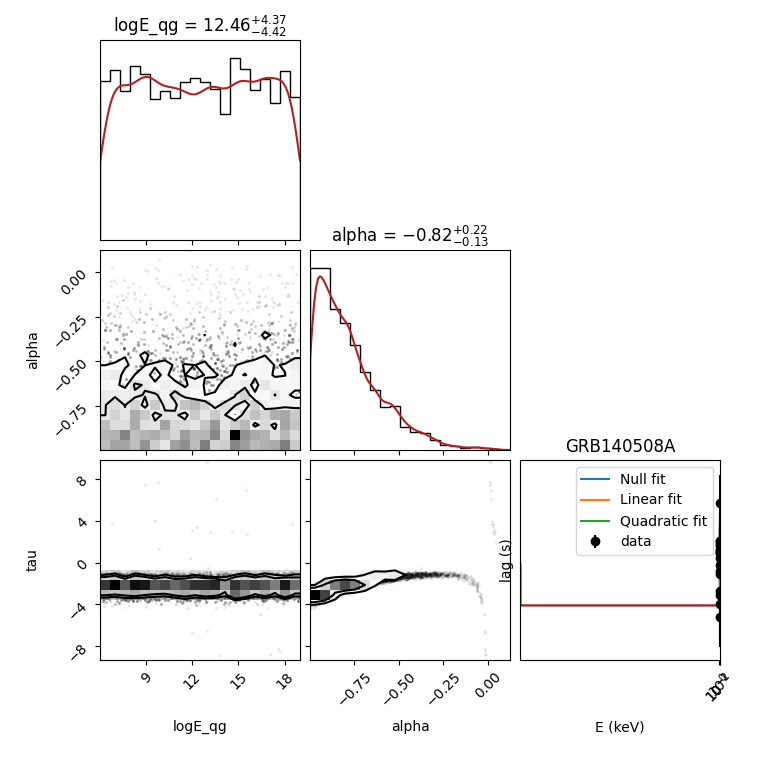 logE_qg = 12.46 +4.37 −4.42
alpha = −0.82 +0.22 −0.13
alpha
0.00
−0.25
−0.50
−0.75
GRB140508A
Null fit
Linear fit
Quadratic fit
data
lag (s)
tau
8
4
0
−4
−8
9
12
15
18
−0.75
−0.50
−0.25
0.00
logE_qg
alpha
E (keV)